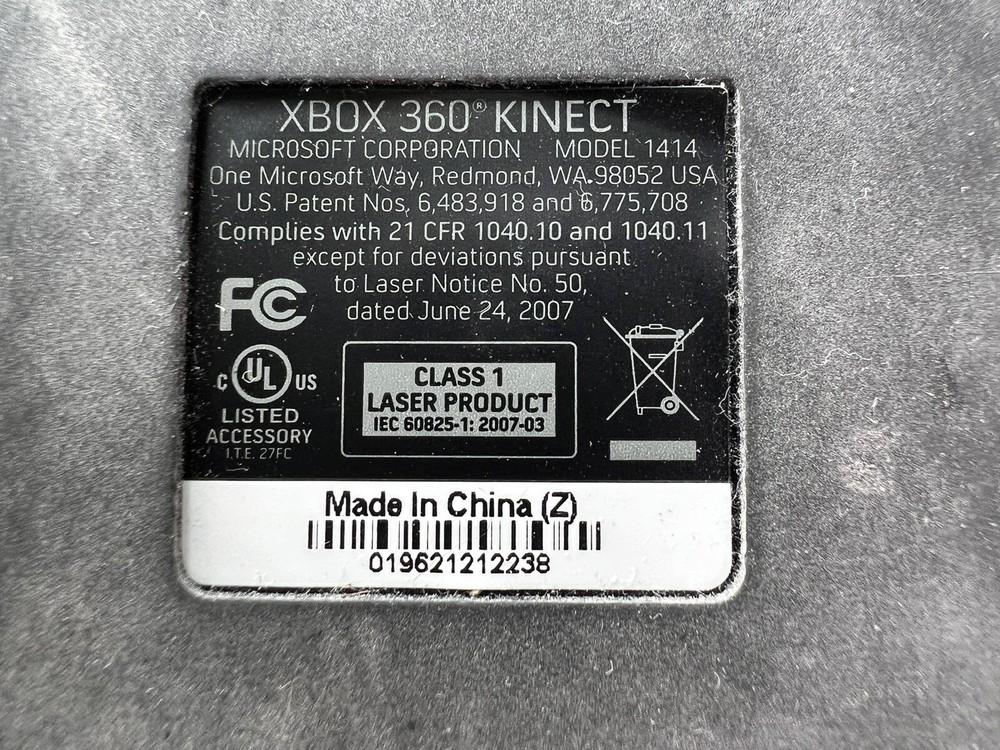 XBOX 360® KINECT
MICROSOFT CORPORATION MODEL 1414
One Microsoft Way, Redmond, WA 98052 USA
U.S. Patent Nos. 6,483,918 and 6,775,708
Complies with 21 CFR 1040.10 and 1040.11
except for deviations pursuant
to Laser Notice No. 50,
dated June 24, 2007
FC
C UL US
LISTED
ACCESSORY
I.T.E. 27FC
CLASS 1
LASER PRODUCT
IEC 60825-1: 2007-03
Made In China (Z)
019621212238